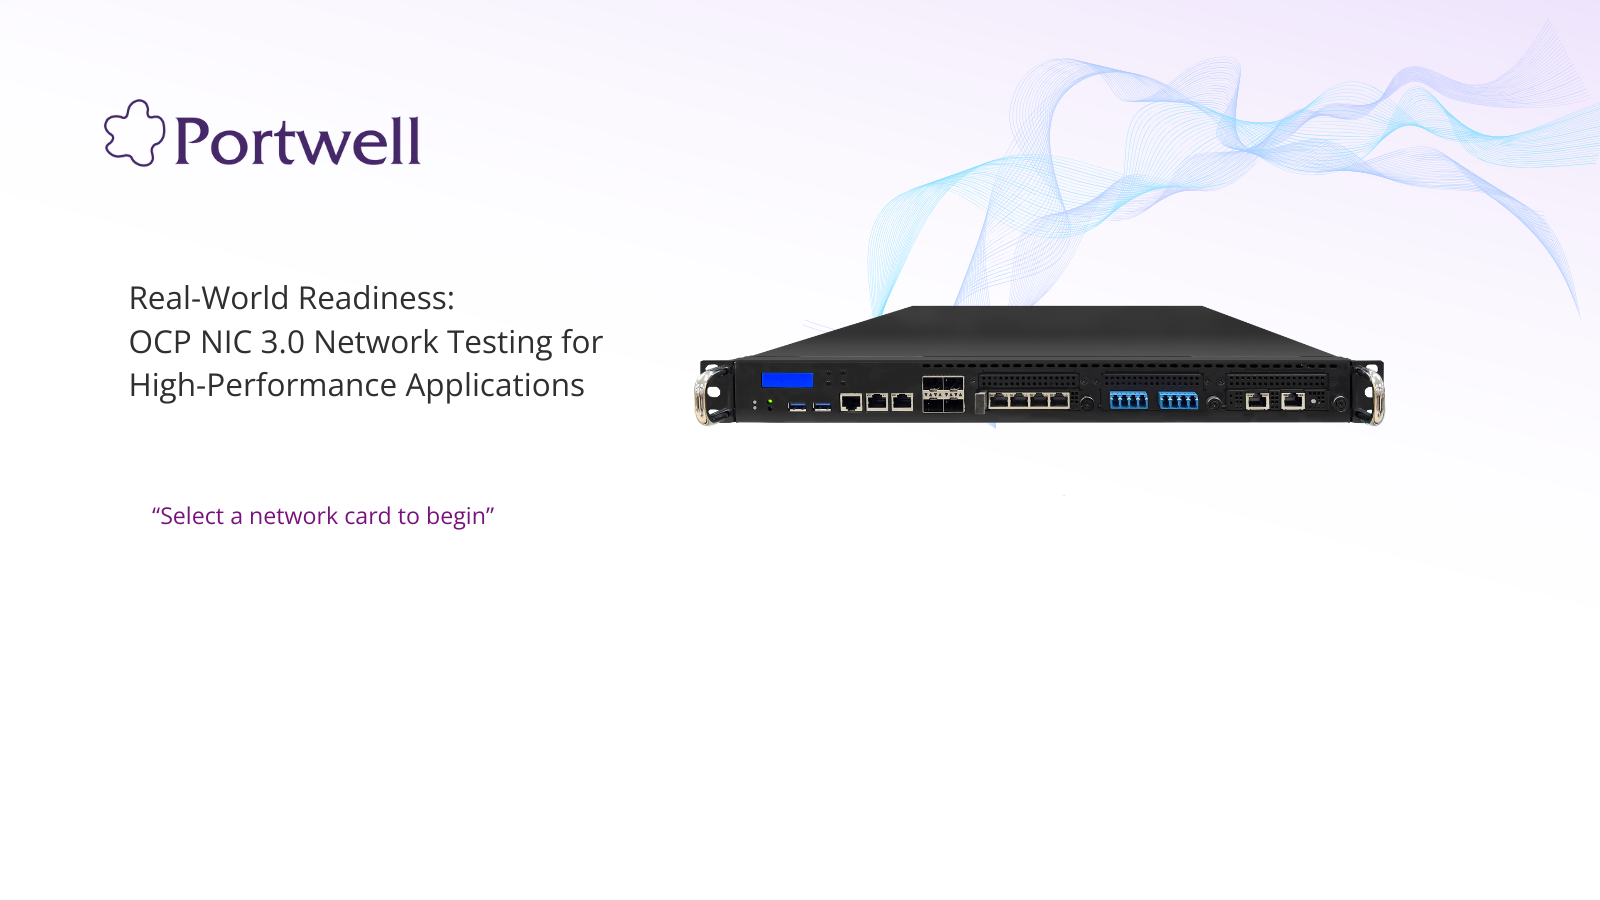 Portwell
Real-World Readiness:
OCP NIC 3.0 Network Testing for
High-Performance Applications
“Select a network card to begin”